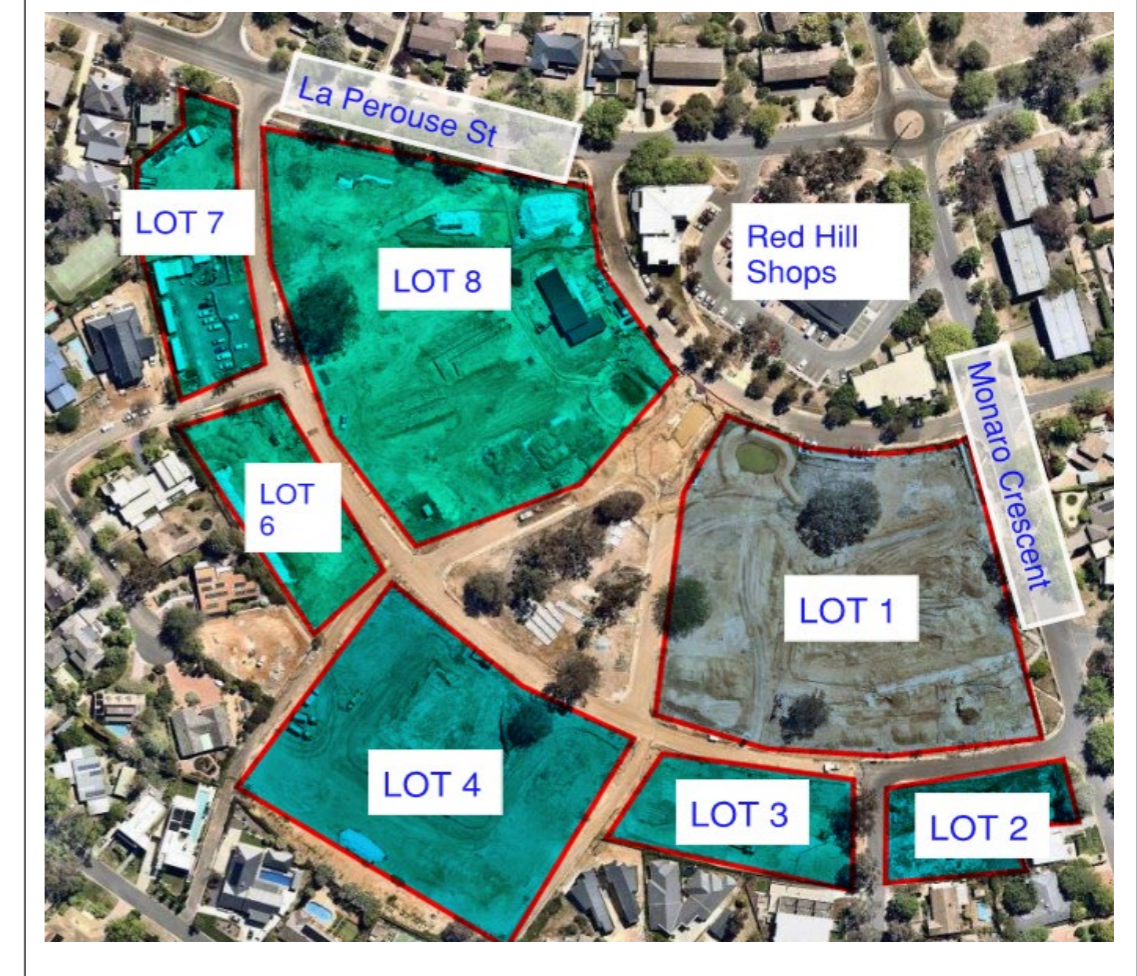 La Perouse St
LOT 7
LOT 8
Red Hill
Shops
Monaro Crescent
LOT
6
LOT 1
LOT 4
LOT 3
LOT 2